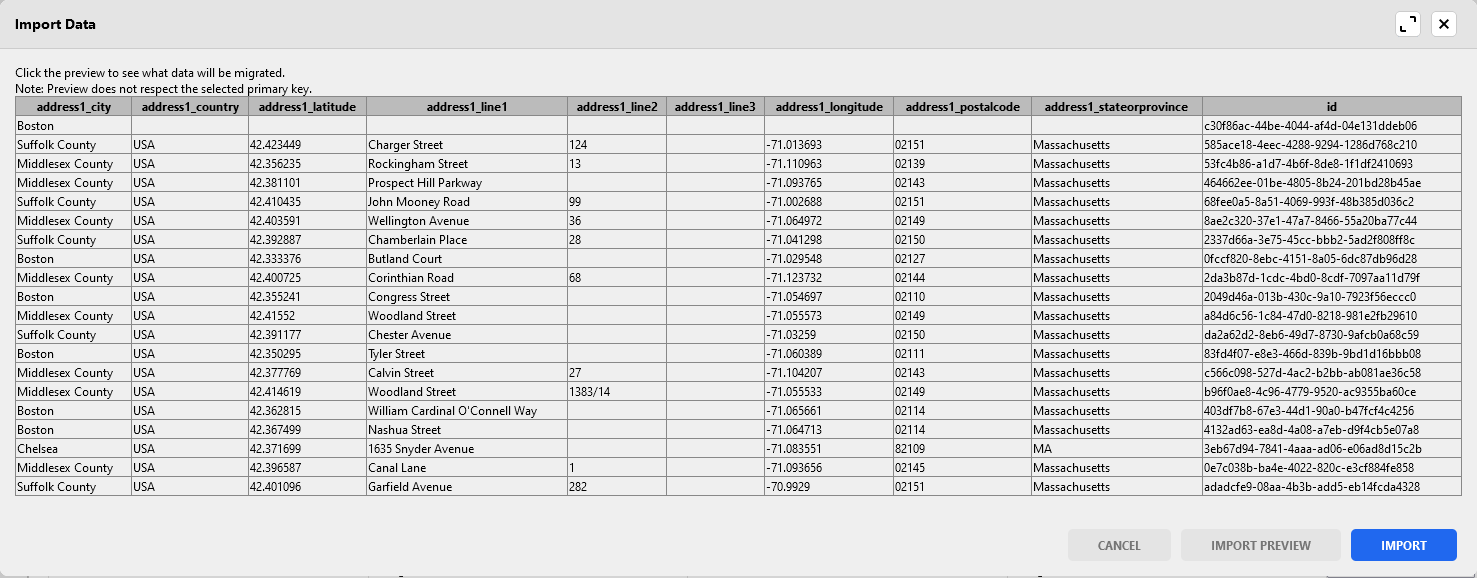 Import Data
Click the preview to see what data will be migrated.
Note: Preview does not respect the selected primary key.
address1_city address1_country address1_latitude address1_line1 address1_line2 address1_line3 address1_longitude address1_postalcode address1_stateorprovince id
Boston c30f86ac-44be-4044-af4d-04e131ddeb06
Suffolk County USA 42.423449 Charger Street 124 -71.013693 02151 Massachusetts 585ace18-4eec-4288-9294-1286d768c210
Middlesex County USA 42.356235 Rockingham Street 13 -71.110963 02139 Massachusetts 53fc4b86-a1d7-4b6f-8de8-1f1df2410693
Middlesex County USA 42.381101 Prospect Hill Parkway -71.093765 02143 Massachusetts 464662ee-01be-4805-8b24-201bd28b45ae
Suffolk County USA 42.410435 John Mooney Road 99 -71.002688 02151 Massachusetts 68fee0a5-8a51-4069-993f-48b385d036c2
Middlesex County USA 42.403591 Wellington Avenue 36 -71.064972 02149 Massachusetts 8ae2c320-37e1-47a7-8466-55a20ba77c44
Suffolk County USA 42.392887 Chamberlain Place 28 -71.041298 02150 Massachusetts 2337d66a-3e75-45cc-bbb2-5ad2f808ff8c
Boston USA 42.333376 Butland Court -71.029548 02127 Massachusetts 0fccf820-8ebc-4151-8a05-6dc87db96d28
Middlesex County USA 42.400725 Corinthian Road 68 -71.123732 02144 Massachusetts 2da3b87d-1cdc-4bd0-8cdf-7097aa11d79f
Boston USA 42.355241 Congress Street -71.054697 02110 Massachusetts 2049d46a-013b-430c-9a10-7923f56eccc0
Middlesex County USA 42.41552 Woodland Street -71.055573 02149 Massachusetts a84d6c56-1c84-47d0-8218-981e2fb29610
Suffolk County USA 42.391177 Chester Avenue -71.03259 02150 Massachusetts da2a62d2-8eb6-49d7-8730-9afcb0a68c59
Boston USA 42.350295 Tyler Street -71.060389 02111 Massachusetts 83fd4f07-e8e3-466d-839b-9bd1d16bbb08
Middlesex County USA 42.377769 Calvin Street 27 -71.104207 02143 Massachusetts c566c098-527d-4ac2-b2bb-ab081ae36c58
Middlesex County USA 42.414619 Woodland Street 1383/14 -71.055533 02149 Massachusetts b96f0ae8-4c96-4779-9520-ac9355ba60ce
Boston USA 42.362815 William Cardinal O'Connell Way -71.065661 02114 Massachusetts 403df7b8-67e3-44d1-90a0-b47fcf4c4256
Boston USA 42.367499 Nashua Street -71.064713 02114 Massachusetts 4132ad63-ea8d-4a08-a7eb-d9f4cb5e07a8
Chelsea USA 42.371699 1635 Snyder Avenue -71.083551 82109 MA 3eb67d94-7841-4aaa-ad06-e06ad8d15c2b
Middlesex County USA 42.396587 Canal Lane 1 -71.093656 02145 Massachusetts 0e7c038b-ba4e-4022-820c-e3cf884fe858
Suffolk County USA 42.401096 Garfield Avenue 282 -70.9929 02151 Massachusetts adadcfe9-08aa-4b3b-add5-eb14fcda4328
CANCEL IMPORT PREVIEW IMPORT